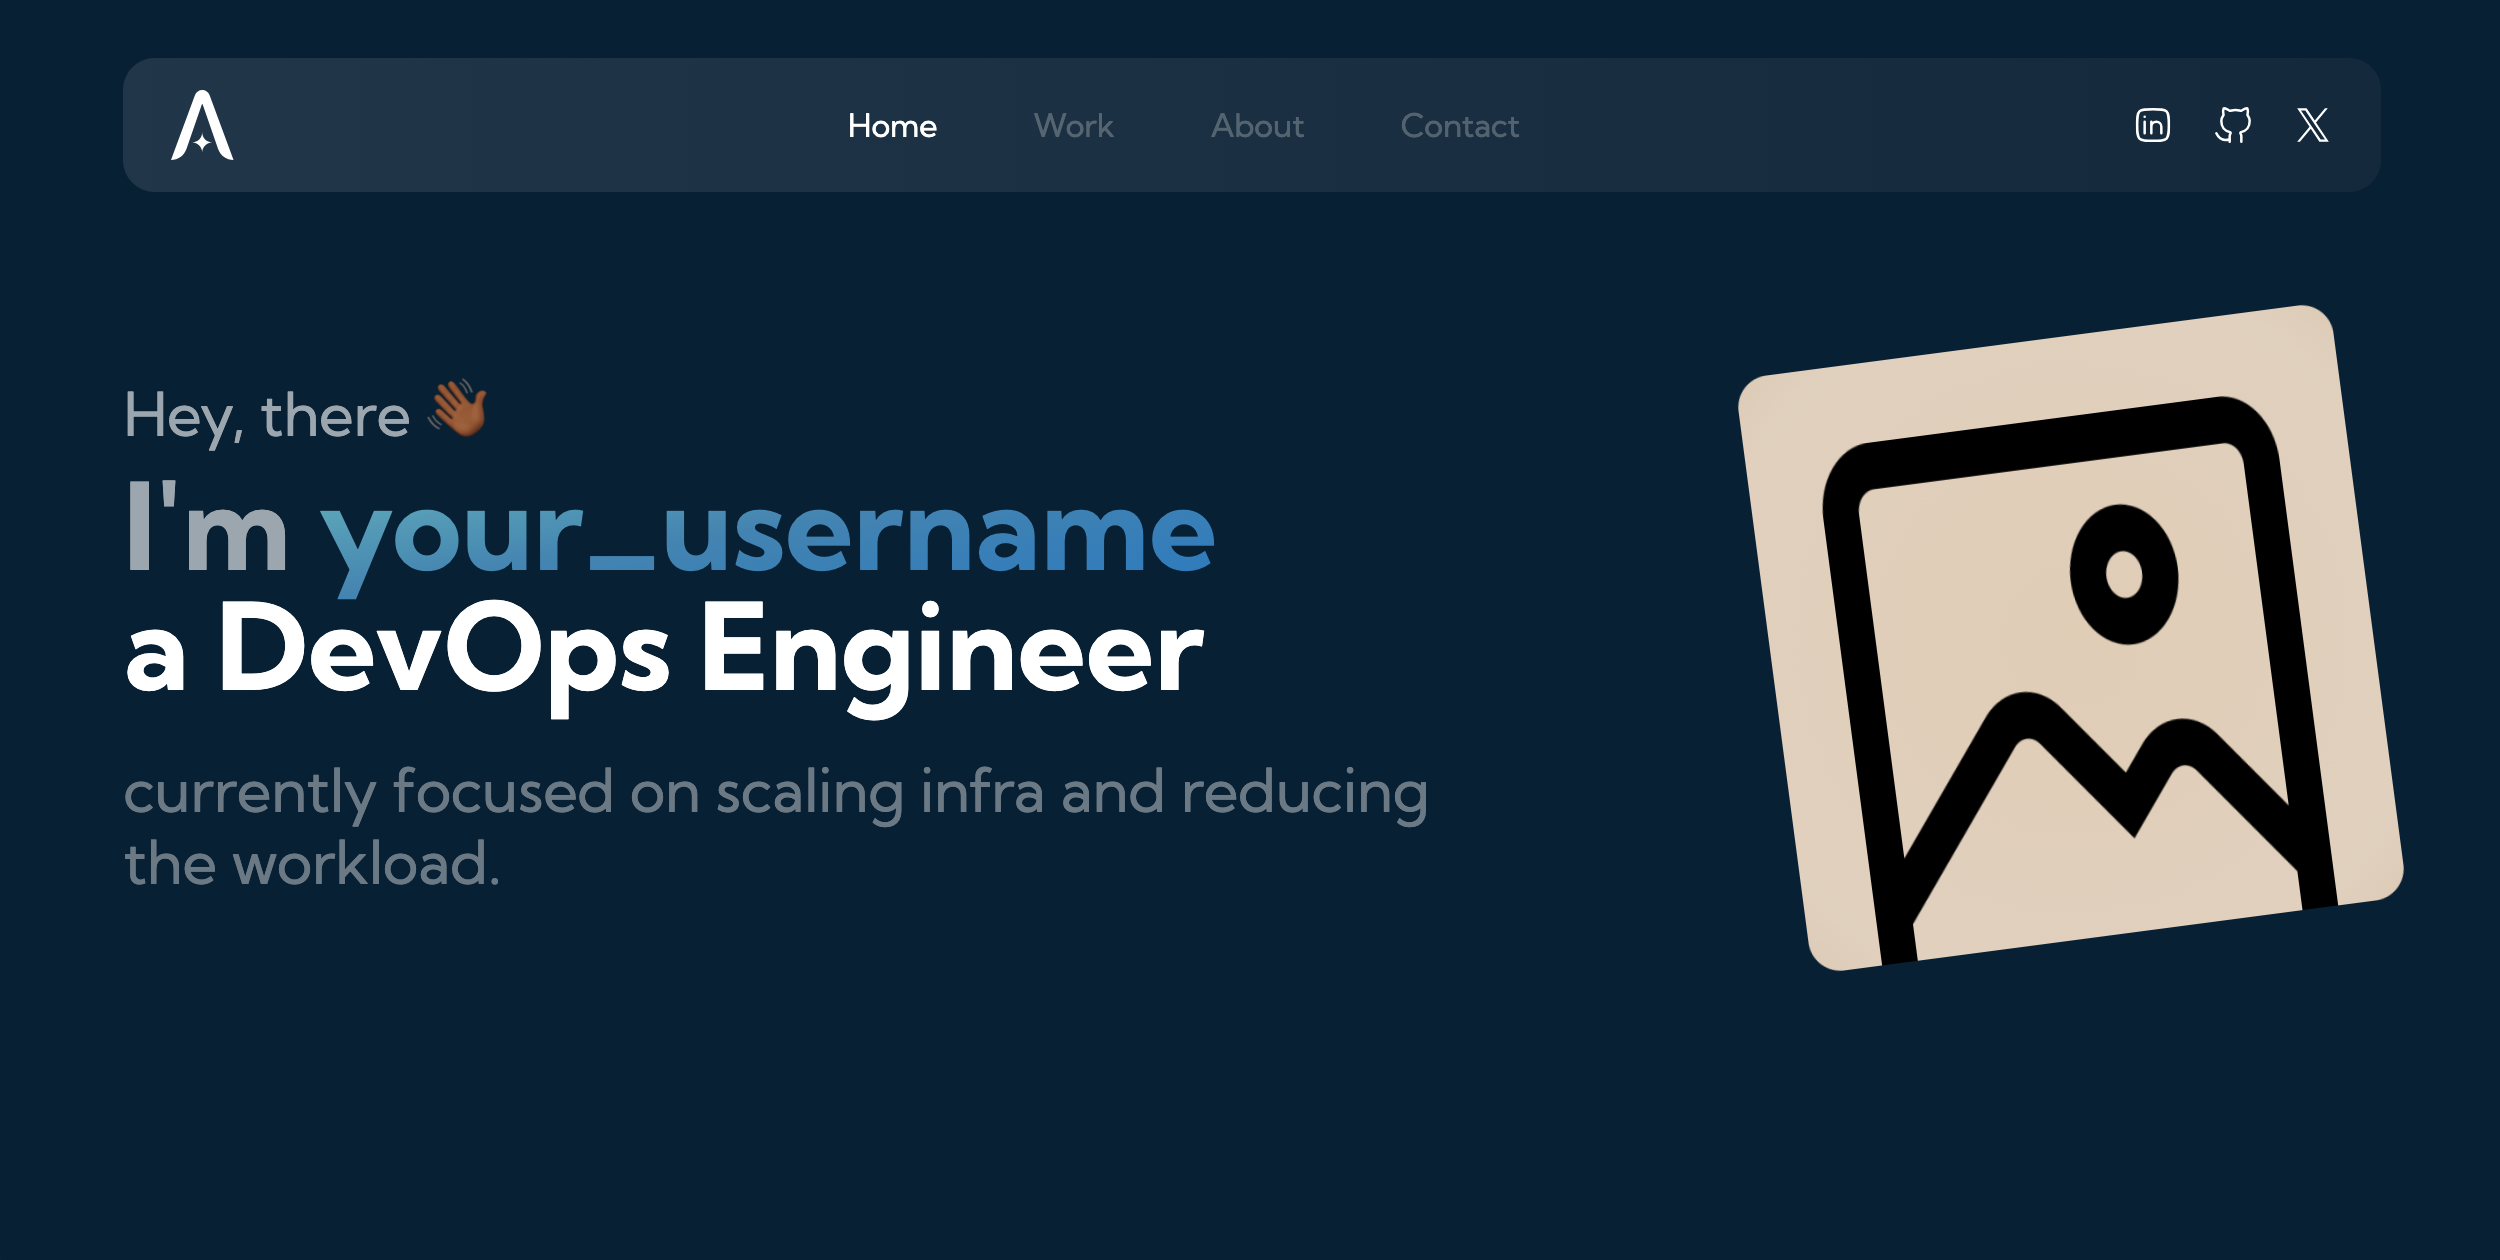 Home Work About Contact
Hey, there 👋🏾
I'm your_username
a DevOps Engineer
currently focused on scaling infra and reducing
the workload.